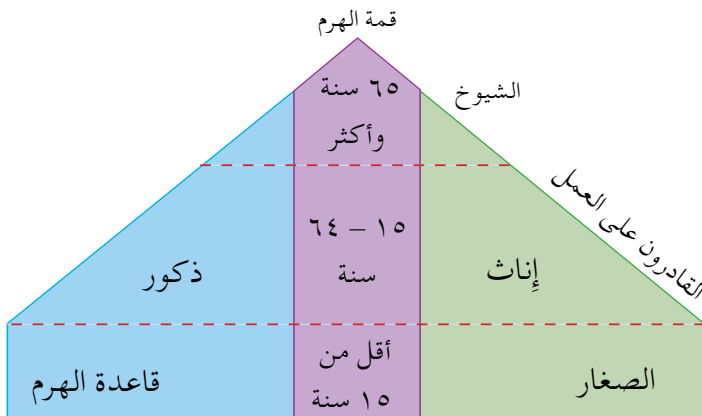 قمة الهرم
٦٥ سنة
وأكثر
الشيوخ
١٥ – ٦٤
سنة
القادرون على العمل
إِناث
ذكور
أقل من
١٥ سنة
الصغار
قاعدة الهرم